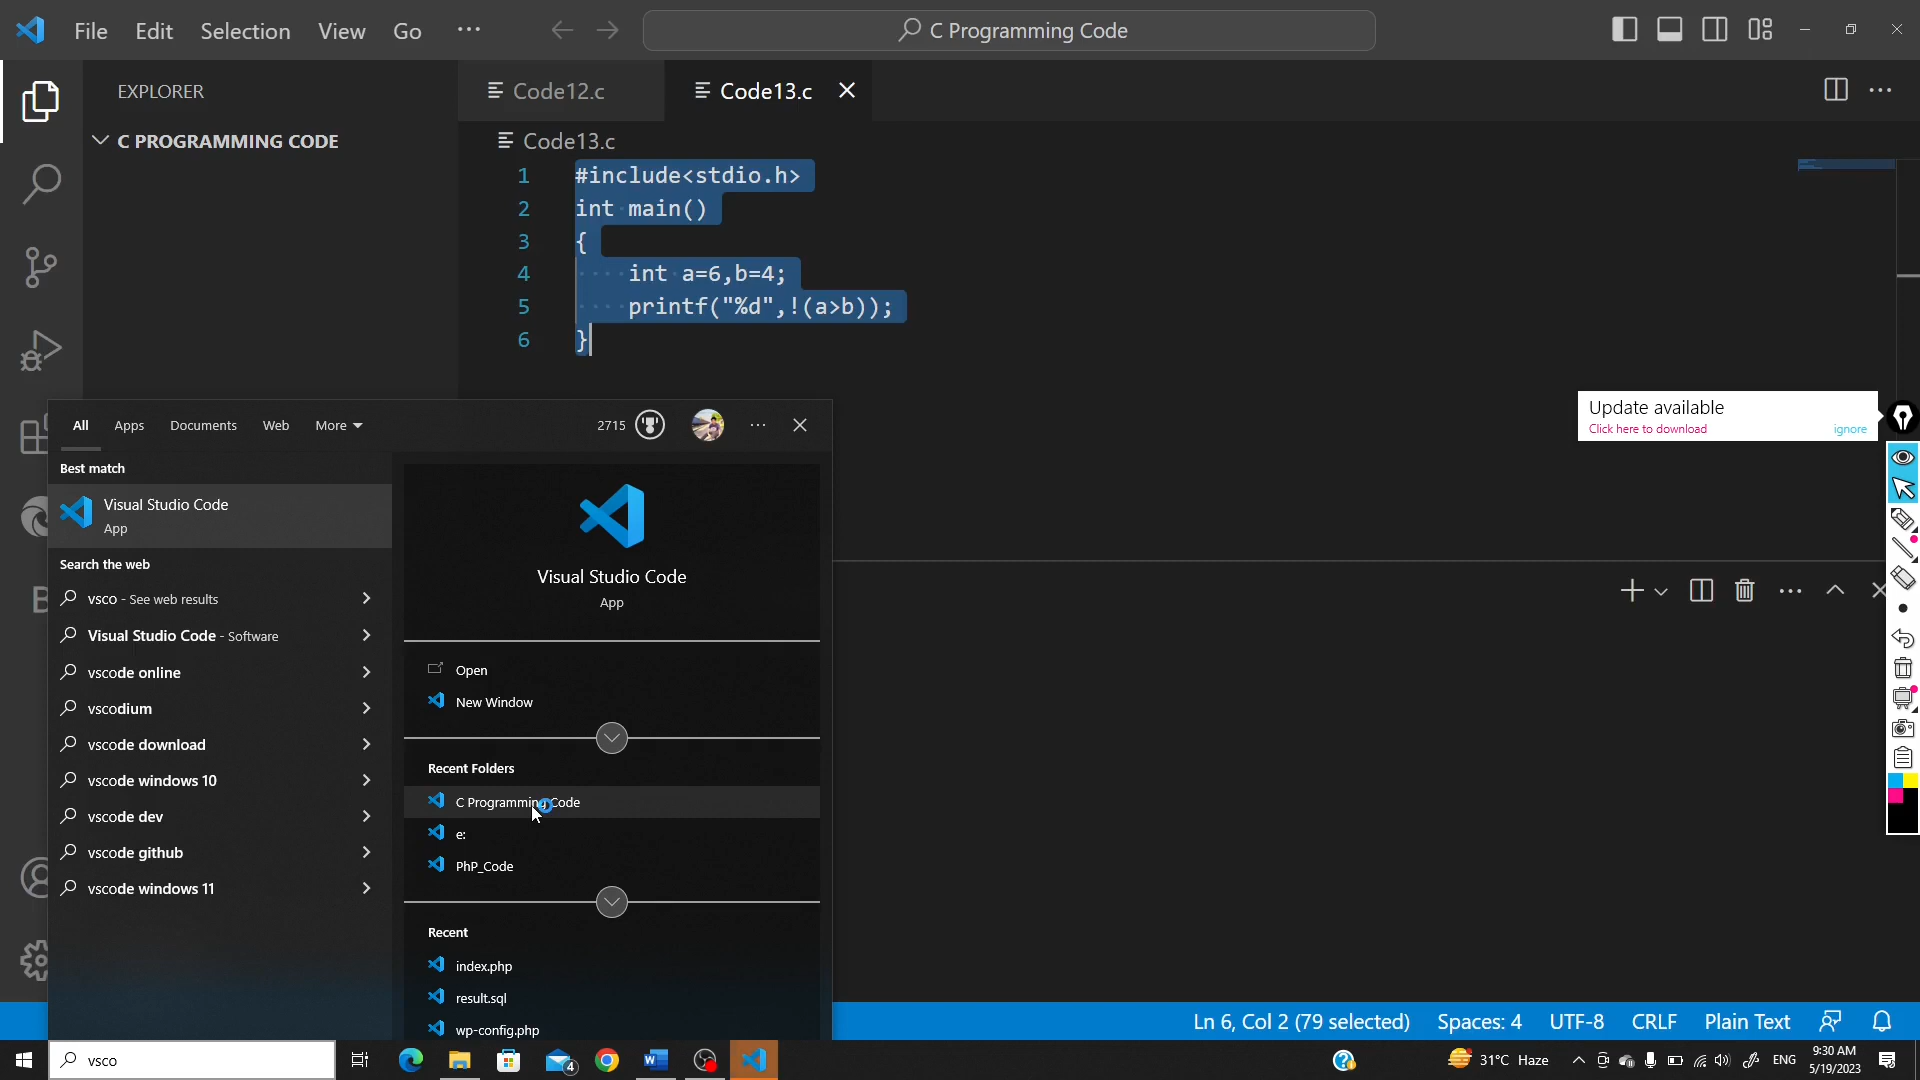 File Edit Selection View Go ··· C Programming Code
EXPLORER
C PROGRAMMING CODE
Code12.c Code13.c
Code13.c
1 #include<stdio.h>
2 int main()
3 {
4 int a=6,b=4;
5 printf("%d",!(a>b));
6 }
Update available
Click here to download ignore
All Apps Documents Web More 2715
Best match
Visual Studio Code
App
Search the web
vsco - See web results
Visual Studio Code - Software
vscode online
vscodium
vscode download
vscode windows 10
vscode dev
vscode github
vscode windows 11
Visual Studio Code
App
Open
New Window
Recent Folders
C Programming Code
e:
PhP_Code
Recent
index.php
result.sql
wp-config.php
B
Ln 6, Col 2 (79 selected) Spaces: 4 UTF-8 CRLF Plain Text
vsco
4
31°C Haze ENG 9:30 AM
5/19/2023